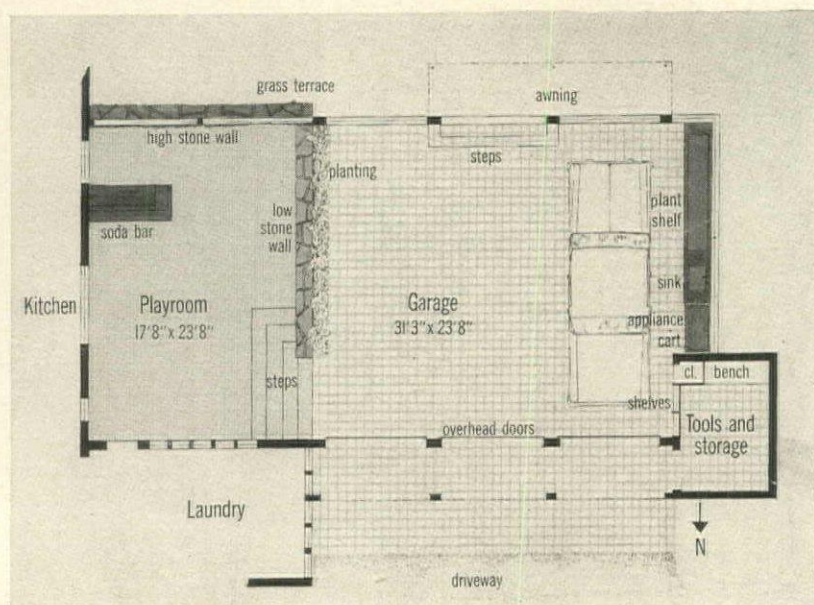 grass terrace
awning
high stone wall
steps
planting
low
stone
wall
plant
shelf
soda bar
sink
Kitchen
Playroom
17'8" x 23'8"
Garage
31'3" x 23'8"
appliance
cart
steps
cl.
bench
shelves
overhead doors
Tools and
storage
Laundry
N
driveway